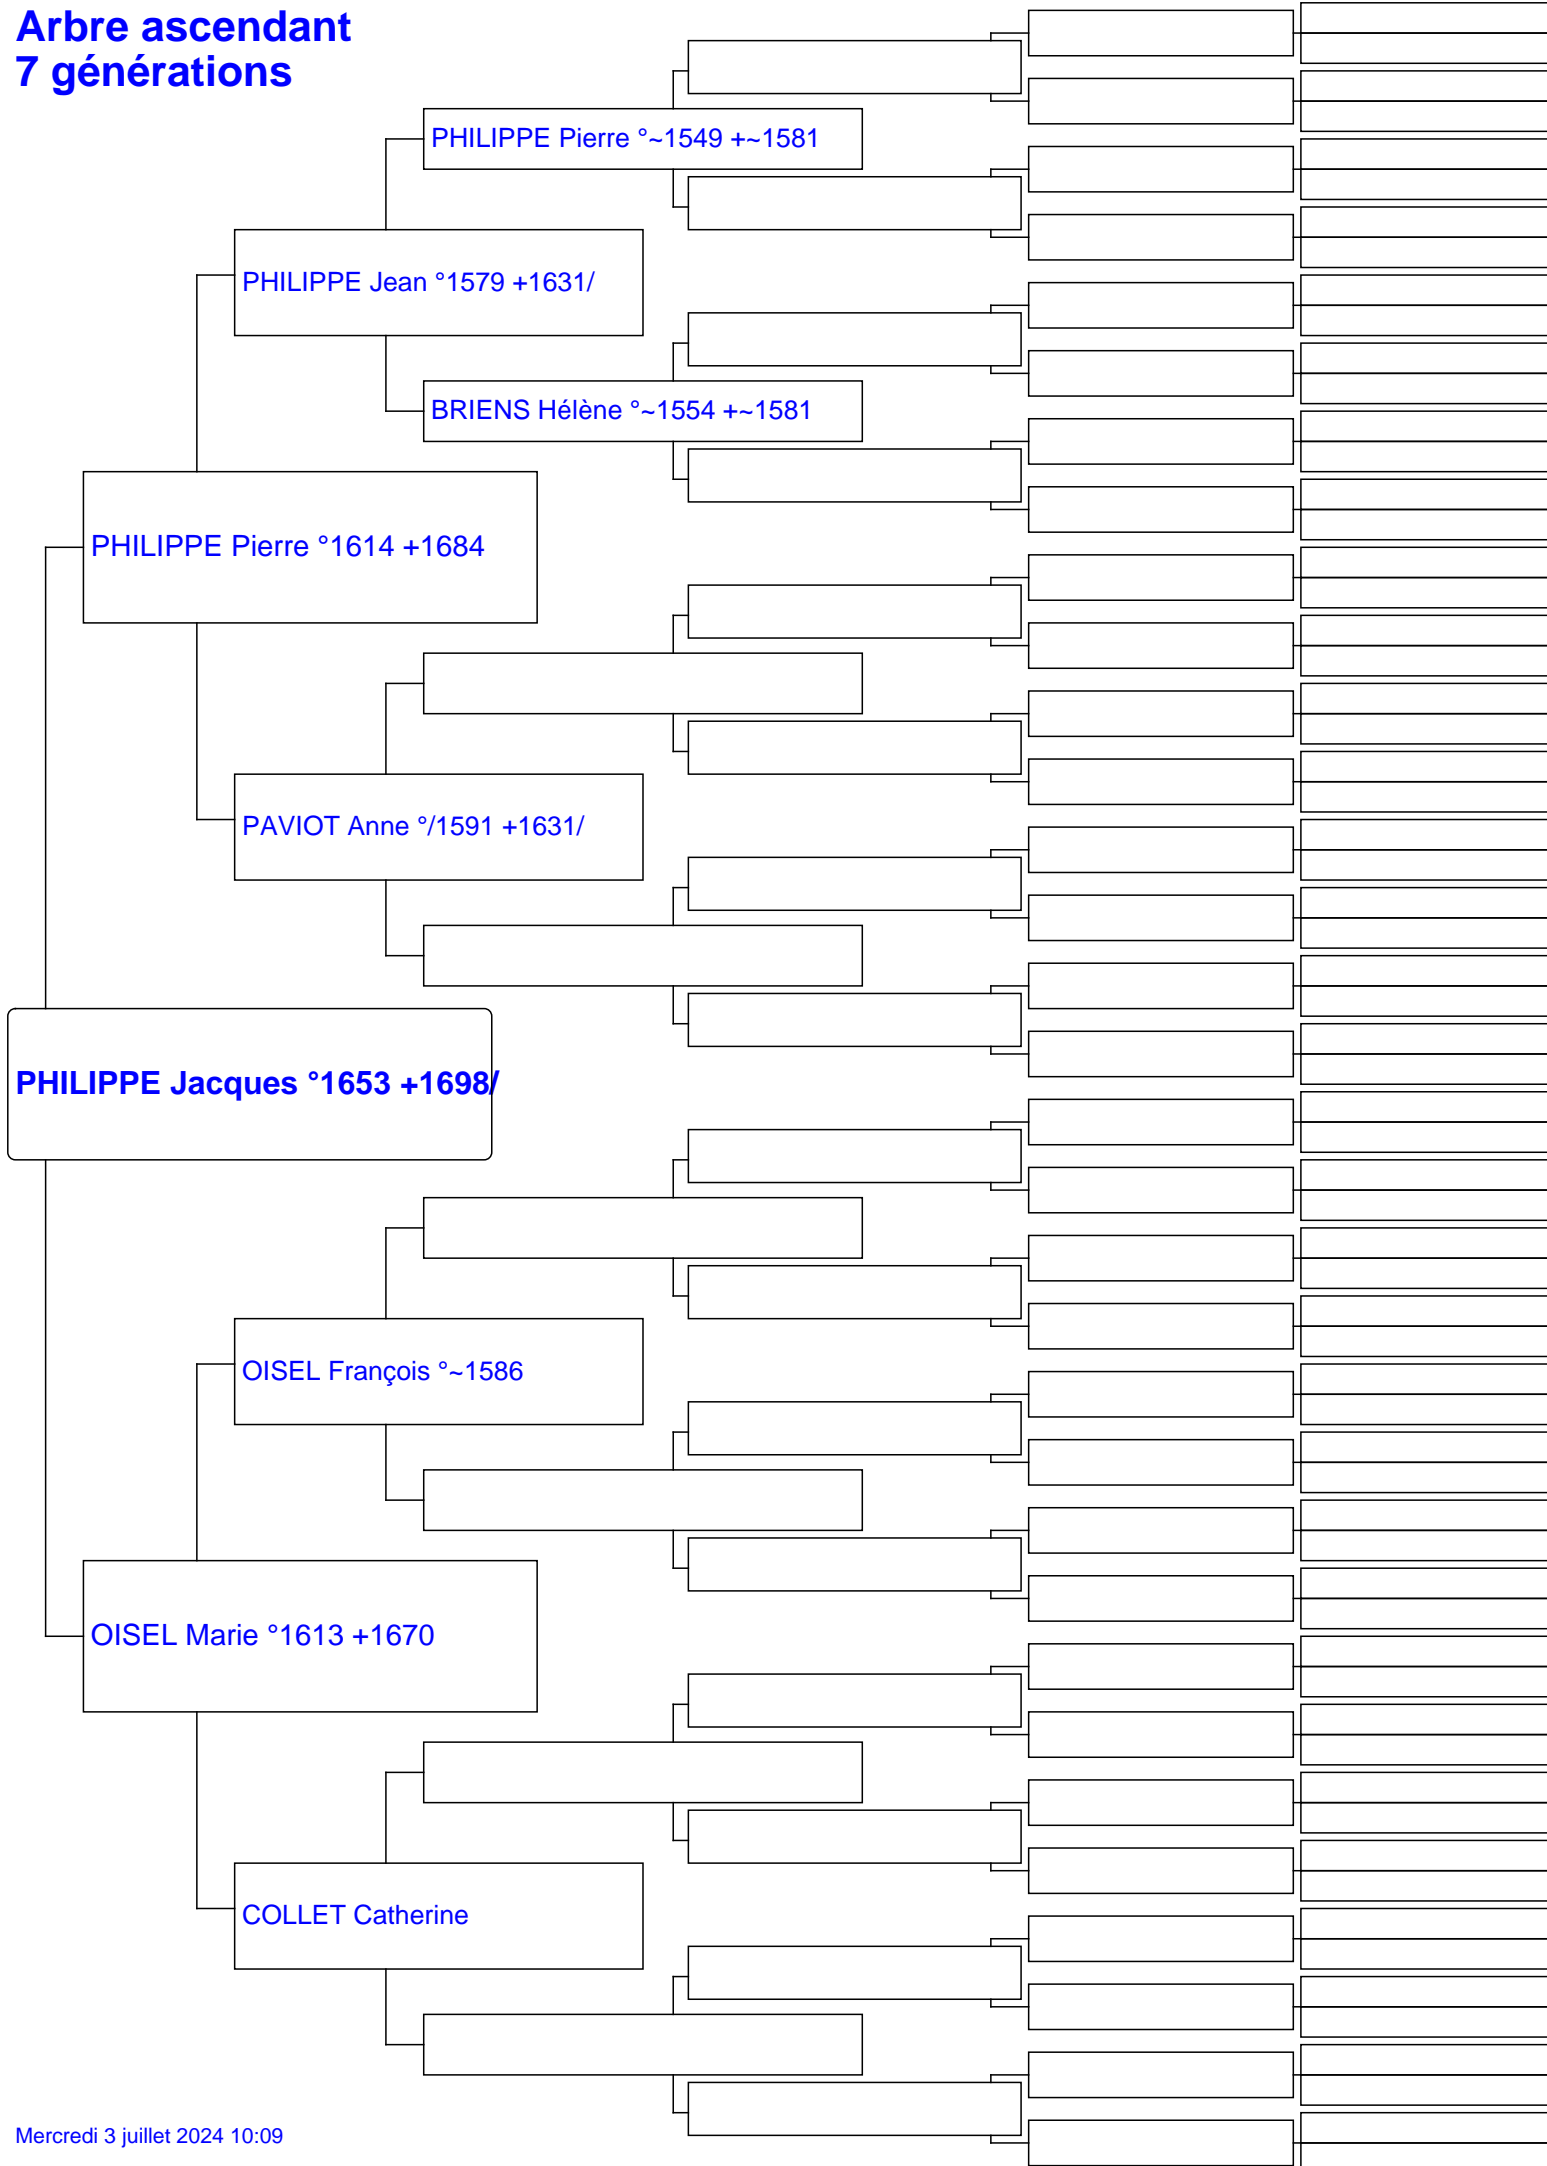 Arbre ascendant
7 générations
PHILIPPE Pierre °~1549 +~1581
PHILIPPE Jean °1579 +1631/
BRIENS Hélène °~1554 +~1581
PHILIPPE Pierre °1614 +1684
PAVIOT Anne °/1591 +1631/
PHILIPPE Jacques °1653 +1698/
OISEL François °~1586
OISEL Marie °1613 +1670
COLLET Catherine
Mercredi 3 juillet 2024 10:09